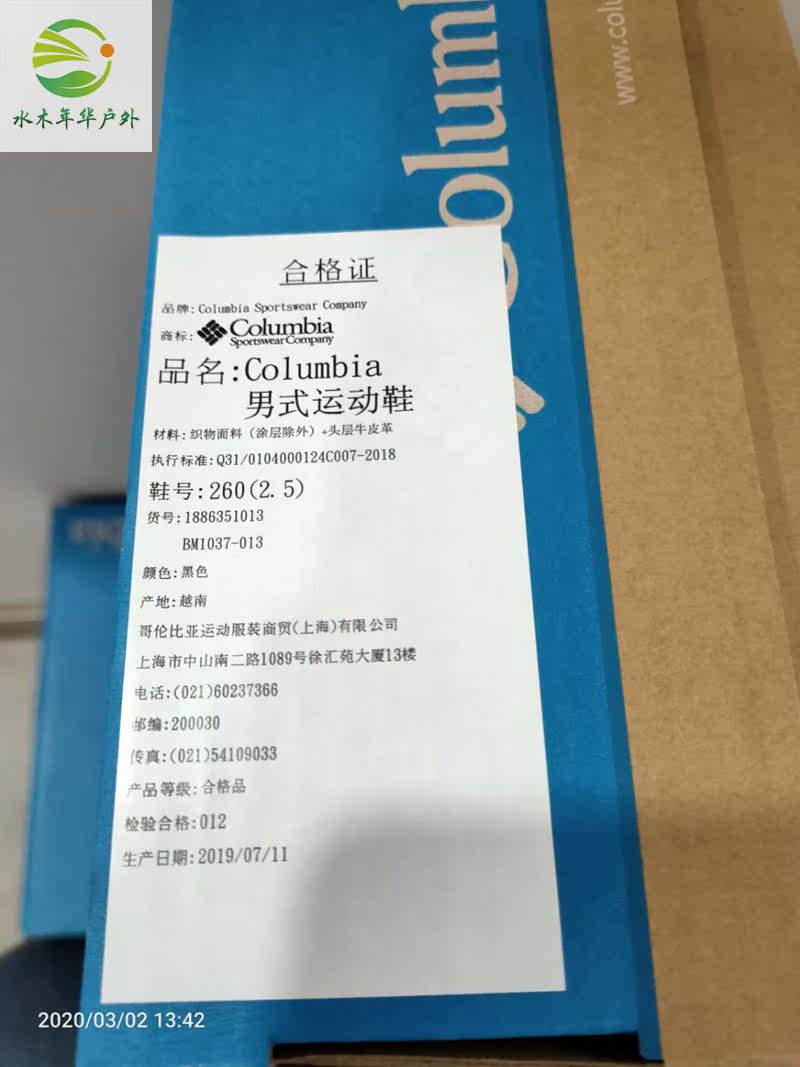 水木年华户外
Colum
www.colu
合格证
品牌:Columbia Sportswear Company
商标: Columbia
Sportswear Company
品名:Columbia
男式运动鞋
材料:织物面料(涂层除外)+头层牛皮革
执行标准:Q31/0104000124C007-2018
鞋号:260(2.5)
货号:1886351013
BM1037-013
颜色:黑色
产地:越南
哥伦比亚运动服装商贸(上海)有限公司
上海市中山南二路1089号徐汇苑大厦13楼
电话:(021)60237366
邮编:200030
传真:(021)54109033
产品等级:合格品
检验合格:012
生产日期:2019/07/11
2020/03/02 13:42